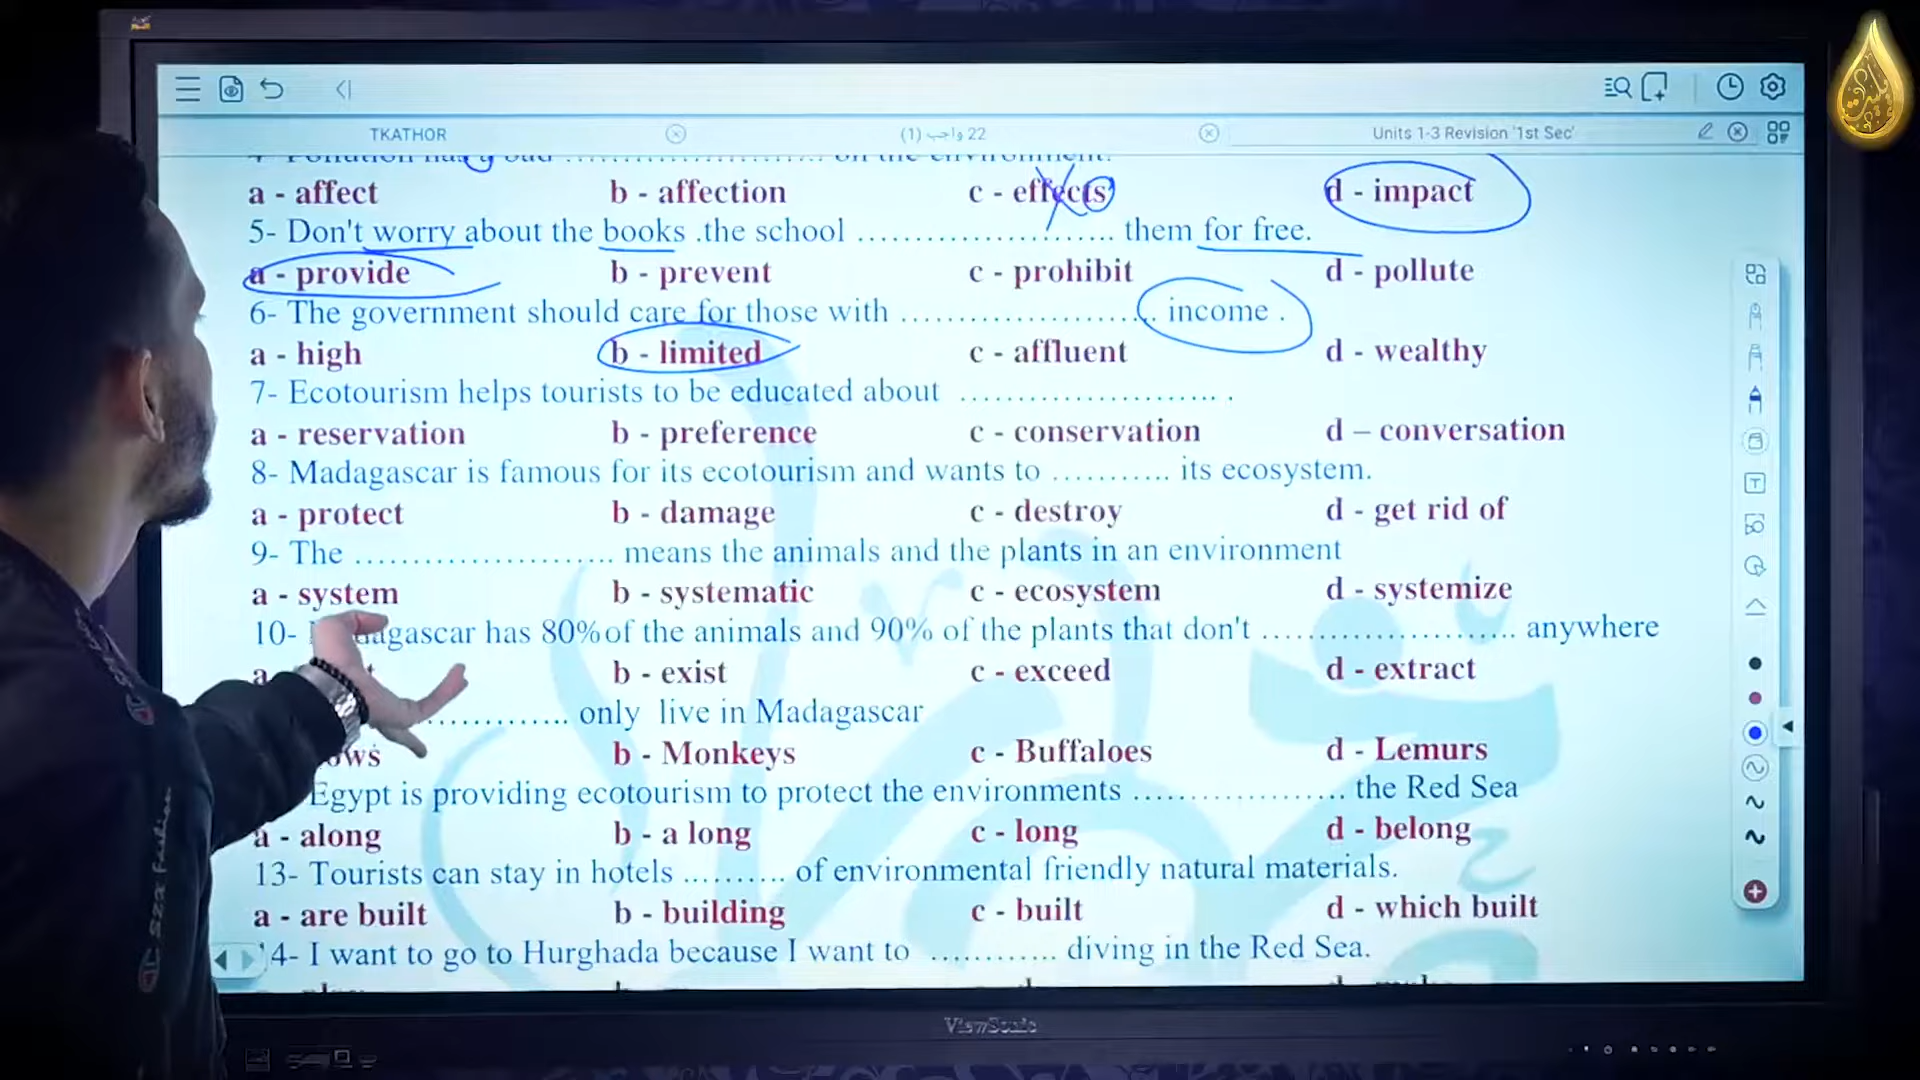 TKATHOR
22 واجب (1)
Units 1-3 Revision '1st Sec'
on the environment.
a - affect b - affection c - effects d - impact
5- Don't worry about the books .the school ........................ them for free.
a - provide b - prevent c - prohibit d - pollute
6- The government should care for those with ........................ income .
a - high b - limited c - affluent d - wealthy
7- Ecotourism helps tourists to be educated about ........................ .
a - reservation b - preference c - conservation d – conversation
8- Madagascar is famous for its ecotourism and wants to ........... its ecosystem.
a - protect b - damage c - destroy d - get rid of
9- The ........................ means the animals and the plants in an environment
a - system b - systematic c - ecosystem d - systemize
10- Madagascar has 80%of the animals and 90% of the plants that don't ........................ anywhere
a b - exist c - exceed d - extract
.............. only live in Madagascar
b - Monkeys c - Buffaloes d - Lemurs
Egypt is providing ecotourism to protect the environments .................... the Red Sea
a - along b - a long c - long d - belong
13- Tourists can stay in hotels .......... of environmental friendly natural materials.
a - are built b - building c - built d - which built
14- I want to go to Hurghada because I want to ............ diving in the Red Sea.
ViewSonic